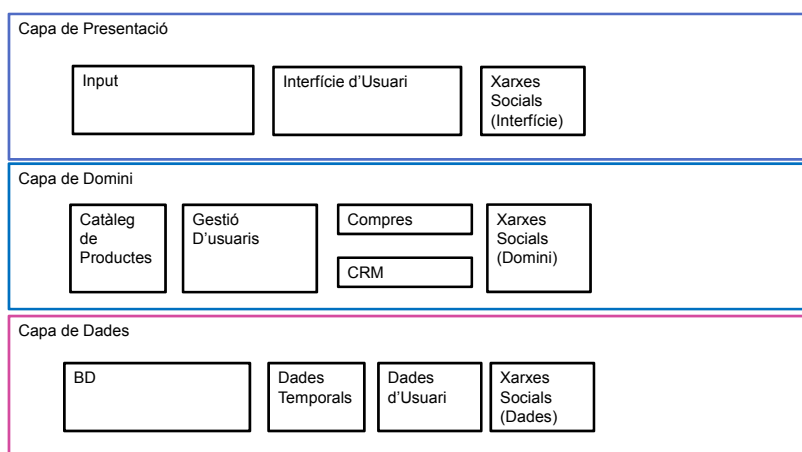 Capa de Presentació
Input
Interfície d'Usuari
Xarxes
Socials
(Interfície)
Capa de Domini
Catàleg
de
Productes
Gestió
D'usuaris
Compres
CRM
Xarxes
Socials
(Domini)
Capa de Dades
BD
Dades
Temporals
Dades
d'Usuari
Xarxes
Socials
(Dades)